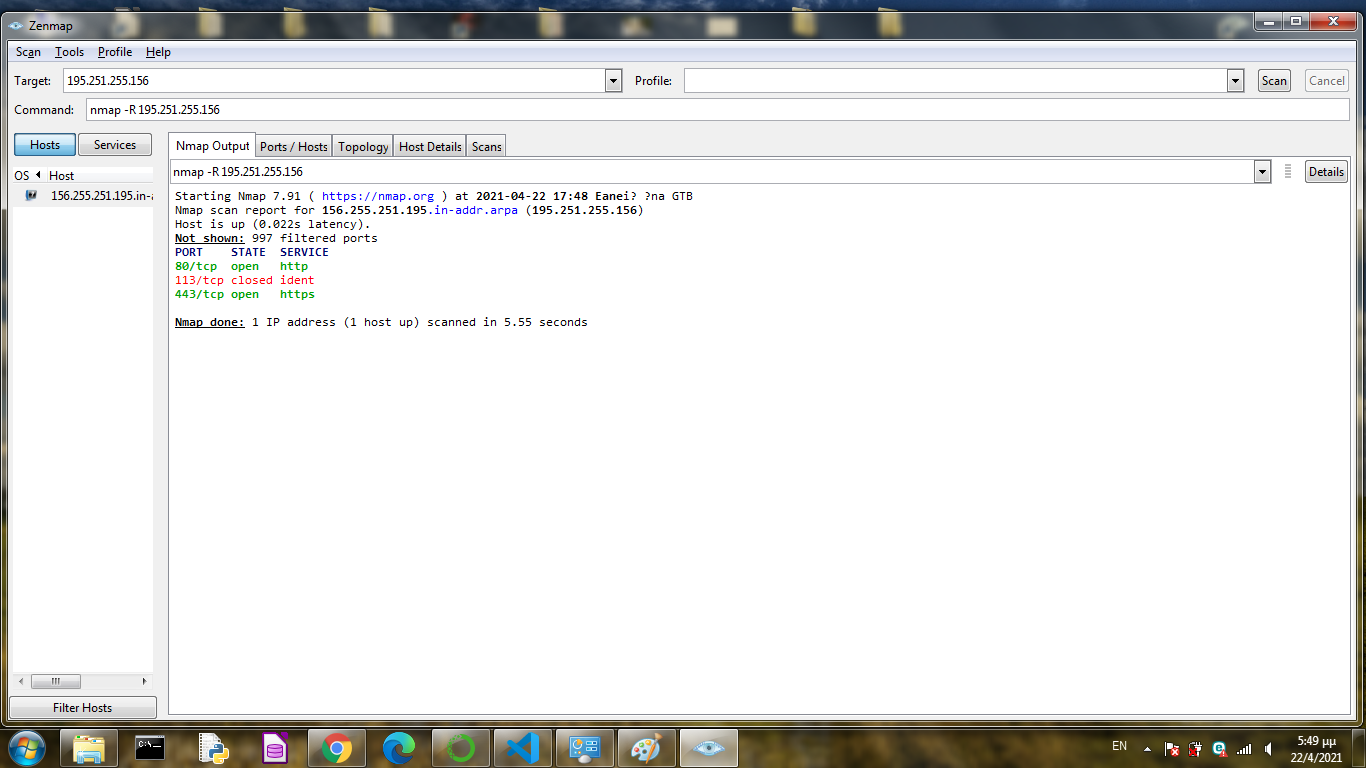 Zenmap
Scan Tools Profile Help
Target: 195.251.255.156 Profile: Scan Cancel
Command: nmap -R 195.251.255.156
Hosts Services
OS Host
156.255.251.195.in-a
Nmap Output Ports / Hosts Topology Host Details Scans
nmap -R 195.251.255.156 Details
Starting Nmap 7.91 ( https://nmap.org ) at 2021-04-22 17:48 Eanei? ?na GTB
Nmap scan report for 156.255.251.195.in-addr.arpa (195.251.255.156)
Host is up (0.022s latency).
Not shown: 997 filtered ports
PORT STATE SERVICE
80/tcp open http
113/tcp closed ident
443/tcp open https
Nmap done: 1 IP address (1 host up) scanned in 5.55 seconds
Filter Hosts
EN
5:49 μμ
22/4/2021